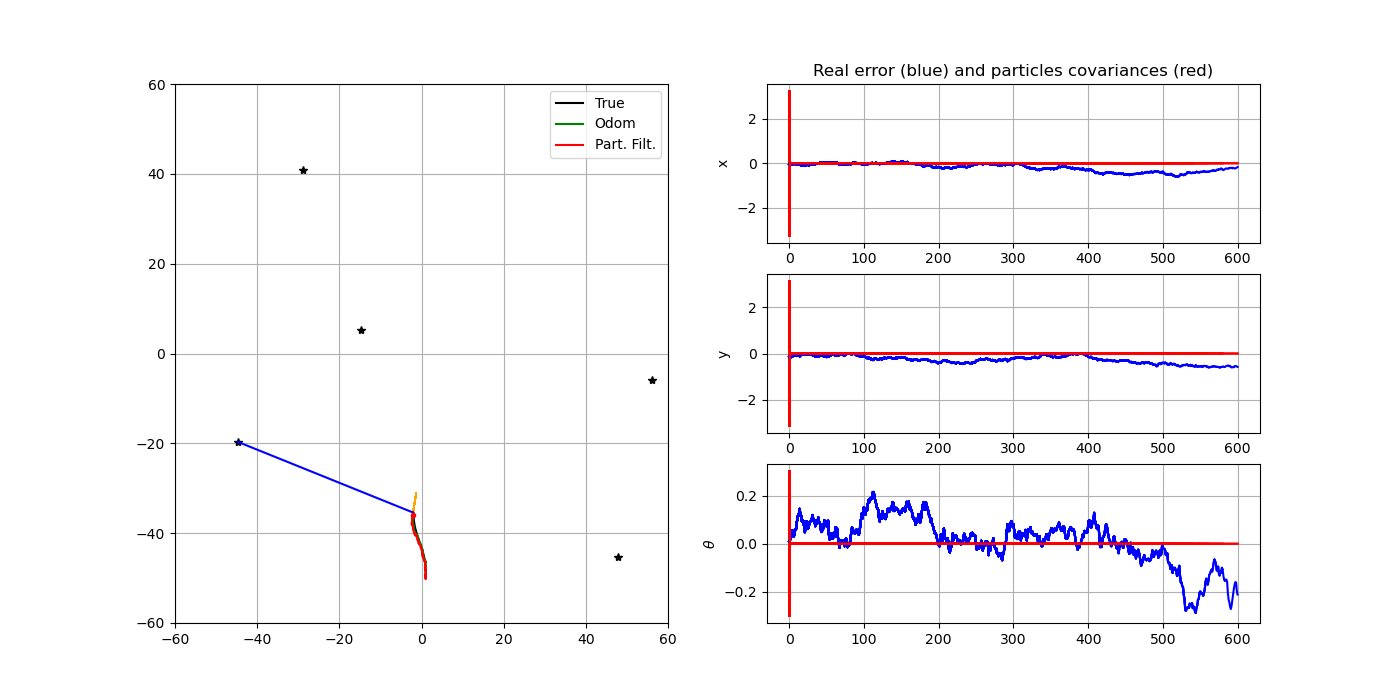 60
40
20
0
−20
−40
−60
−60 −40 −20 0 20 40 60
True
Odom
Part. Filt.
Real error (blue) and particles covariances (red)
x
2
0
−2
0 100 200 300 400 500 600
y
2
0
−2
0 100 200 300 400 500 600
θ
0.2
0.0
−0.2
0 100 200 300 400 500 600